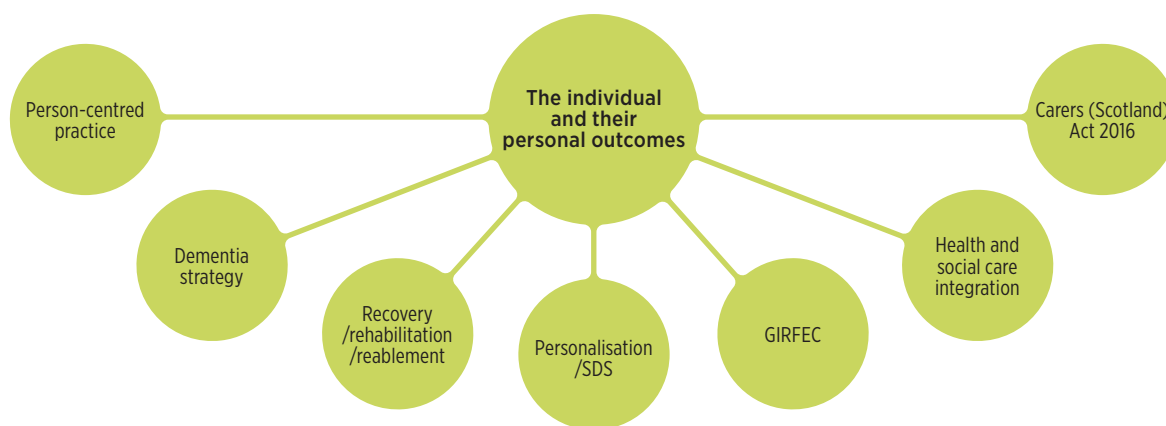 The individual
and their
personal outcomes
Person-centred
practice
Dementia
strategy
Recovery
/rehabilitation
/reablement
Personalisation
/SDS
GIRFEC
Health and
social care
integration
Carers (Scotland)
Act 2016